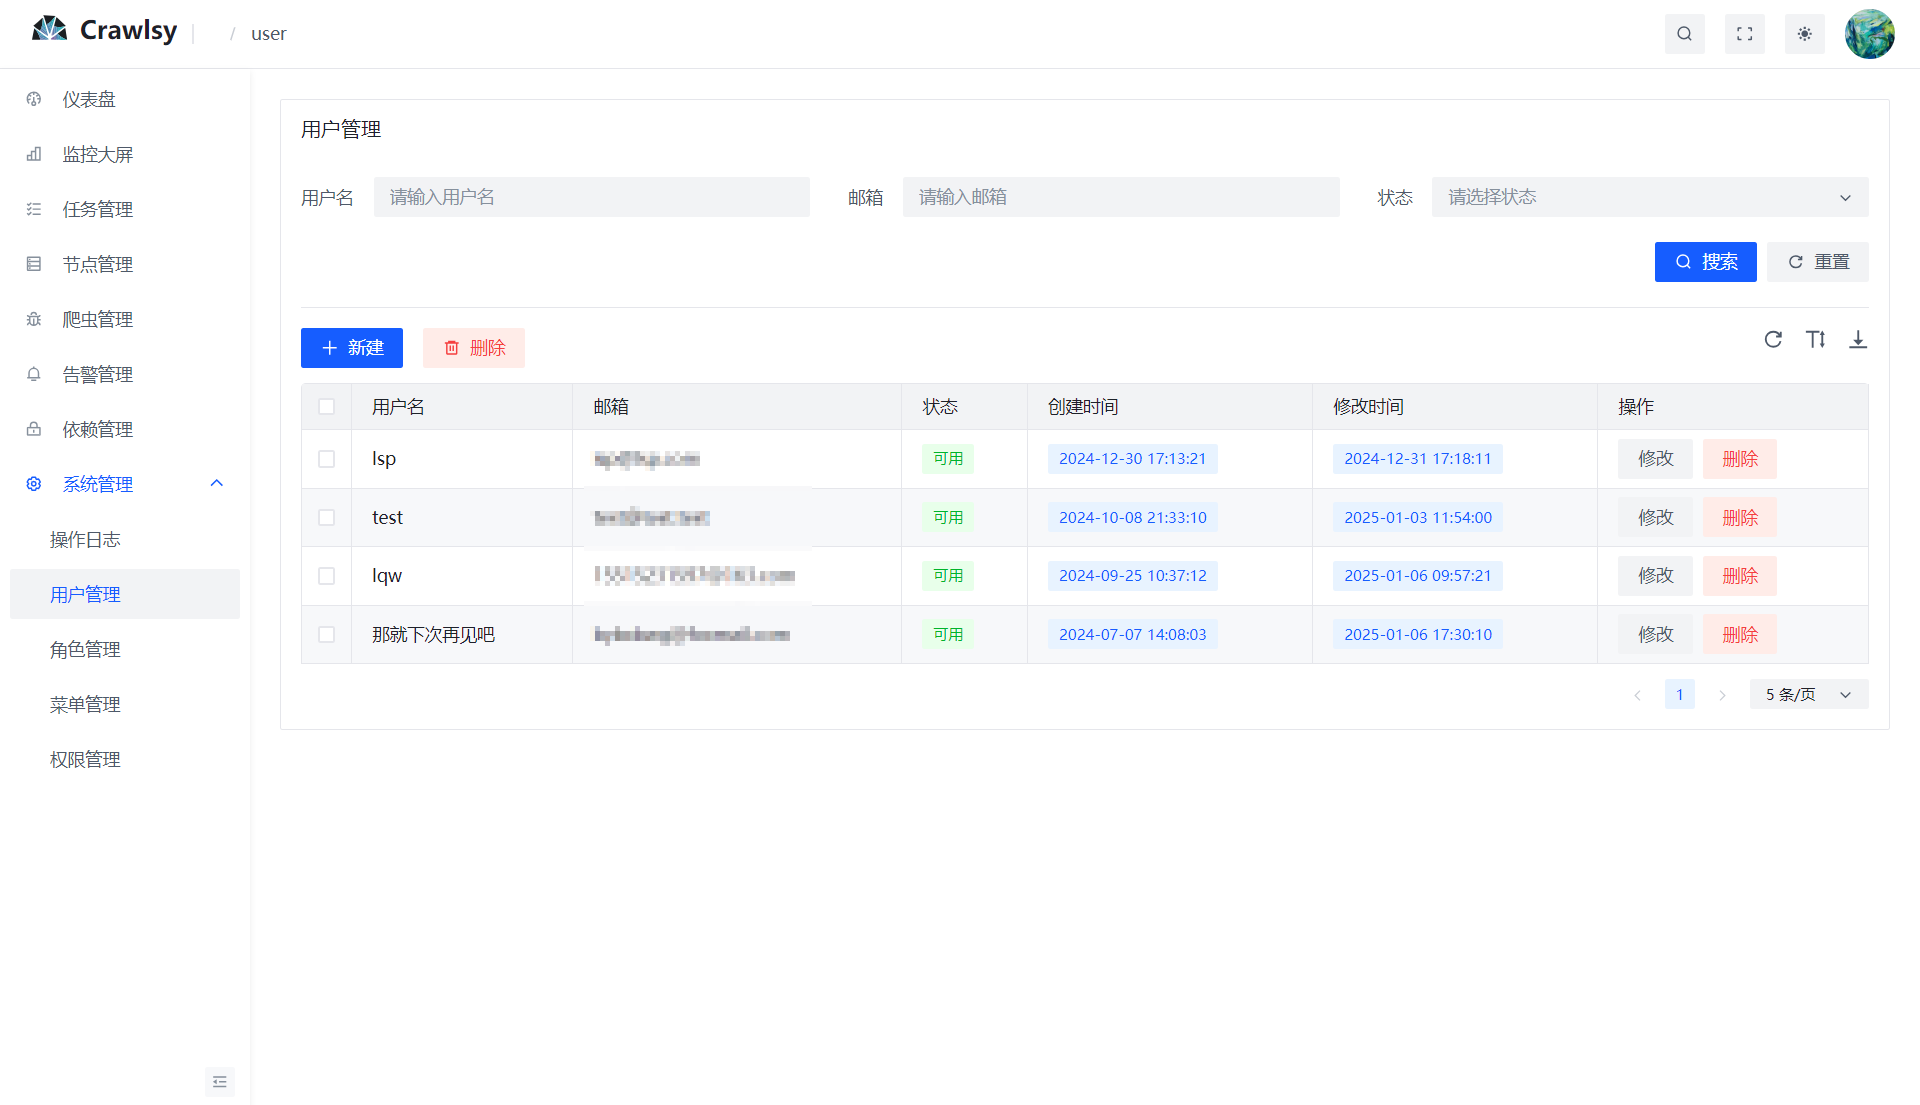 Crawlsy
/ user
仪表盘
监控大屏
任务管理
节点管理
爬虫管理
告警管理
依赖管理
系统管理
操作日志
用户管理
角色管理
菜单管理
权限管理
用户管理
用户名 请输入用户名 邮箱 请输入邮箱 状态 请选择状态
搜索 重置
新建 删除
用户名 邮箱 状态 创建时间 修改时间 操作
lsp 可用 2024-12-30 17:13:21 2024-12-31 17:18:11 修改 删除
test 可用 2024-10-08 21:33:10 2025-01-03 11:54:00 修改 删除
lqw 可用 2024-09-25 10:37:12 2025-01-06 09:57:21 修改 删除
那就下次再见吧 可用 2024-07-07 14:08:03 2025-01-06 17:30:10 修改 删除
1 5 条/页